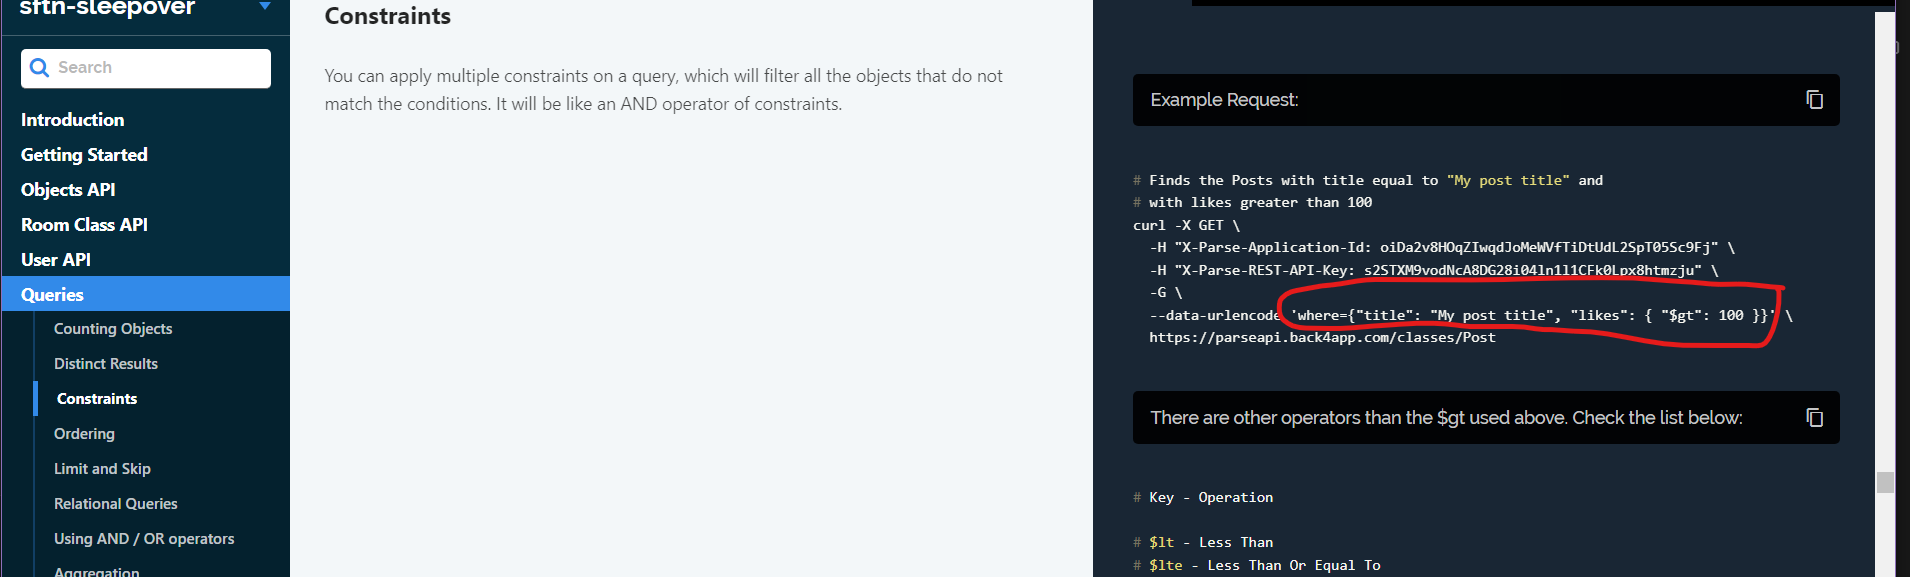 sftn-sleepover
Search
Introduction
Getting Started
Objects API
Room Class API
User API
Queries
Counting Objects
Distinct Results
Constraints
Ordering
Limit and Skip
Relational Queries
Using AND / OR operators
Aggregation
Constraints
You can apply multiple constraints on a query, which will filter all the objects that do not
match the conditions. It will be like an AND operator of constraints.
Example Request:
# Finds the Posts with title equal to "My post title" and
# with likes greater than 100
curl -X GET \
-H "X-Parse-Application-Id: oiDa2v8HOqZIwqdJoMeWVfTiDtUdL2SpT05Sc9Fj" \
-H "X-Parse-REST-API-Key: s2STXM9vodNcA8DG28i04ln1l1CFk0Lpx8htmzju" \
-G \
--data-urlencode 'where={"title": "My post title", "likes": { "$gt": 100 }}' \
https://parseapi.back4app.com/classes/Post
There are other operators than the $gt used above. Check the list below:
# Key - Operation
# $lt - Less Than
# $lte - Less Than Or Equal To